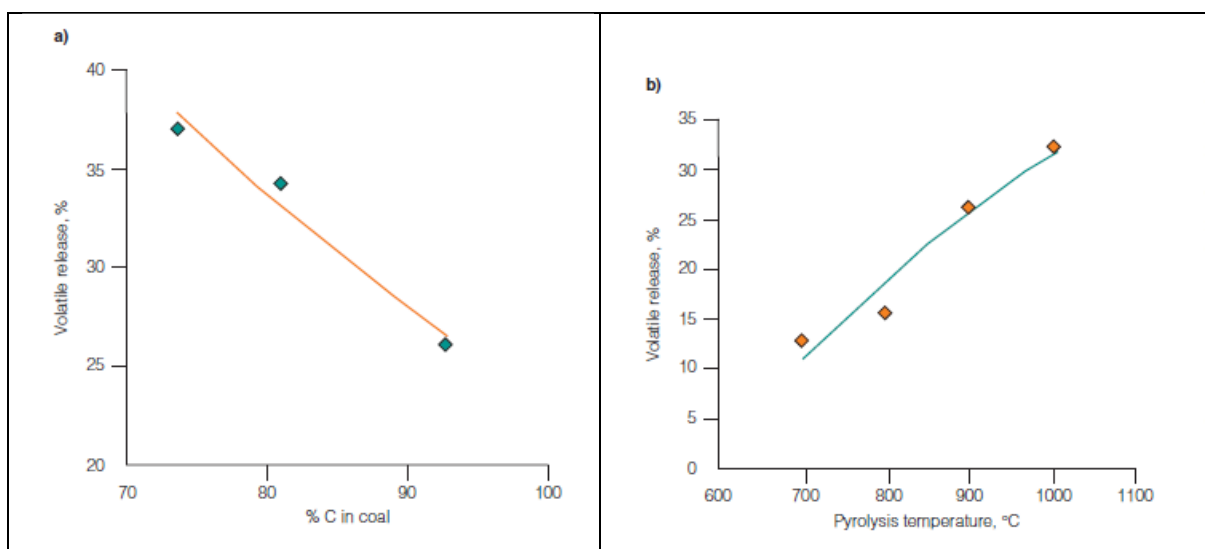 a)
40
35
30
25
20
Volatile release, %
70 80 90 100
% C in coal
b)
35
30
25
20
15
10
5
0
Volatile release, %
600 700 800 900 1000 1100
Pyrolysis temperature, °C